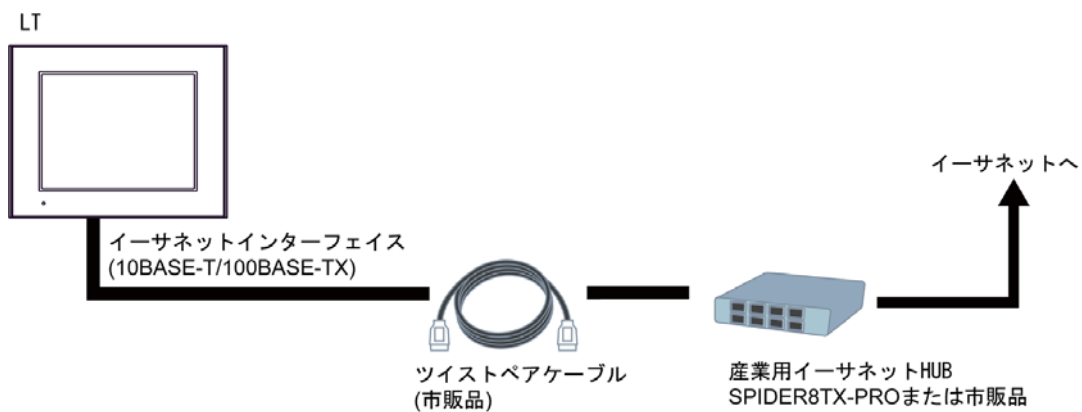 LT
イーサネットへ
イーサネットインターフェイス
(10BASE-T/100BASE-TX)
ツイストペアケーブル
(市販品)
産業用イーサネットHUB
SPIDER8TX-PROまたは市販品